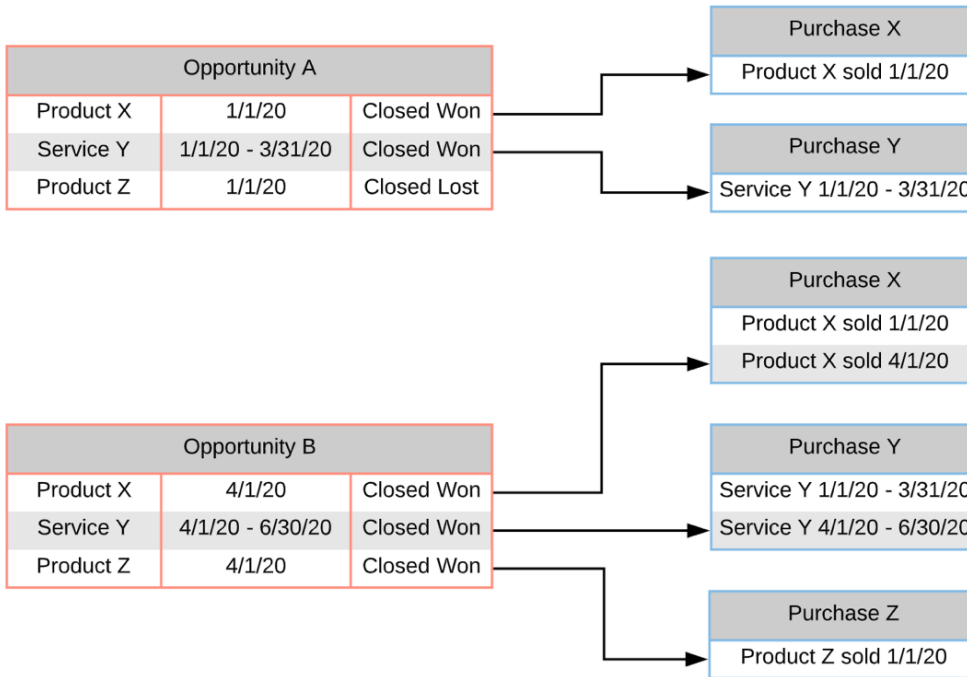 Opportunity A
Product X 1/1/20 Closed Won
Service Y 1/1/20 - 3/31/20 Closed Won
Product Z 1/1/20 Closed Lost
Purchase X
Product X sold 1/1/20
Purchase Y
Service Y 1/1/20 - 3/31/20
Opportunity B
Product X 4/1/20 Closed Won
Service Y 4/1/20 - 6/30/20 Closed Won
Product Z 4/1/20 Closed Won
Purchase X
Product X sold 1/1/20
Product X sold 4/1/20
Purchase Y
Service Y 1/1/20 - 3/31/20
Service Y 4/1/20 - 6/30/20
Purchase Z
Product Z sold 1/1/20